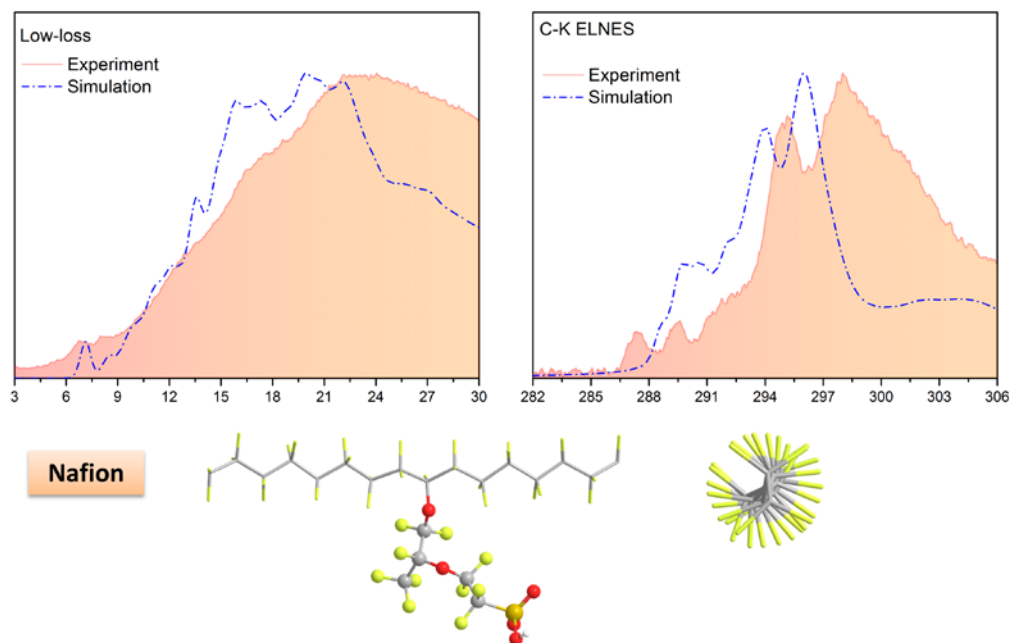 Low-loss
Experiment
Simulation
3 6 9 12 15 18 21 24 27 30
C-K ELNES
Experiment
Simulation
282 285 288 291 294 297 300 303 306
Nafion